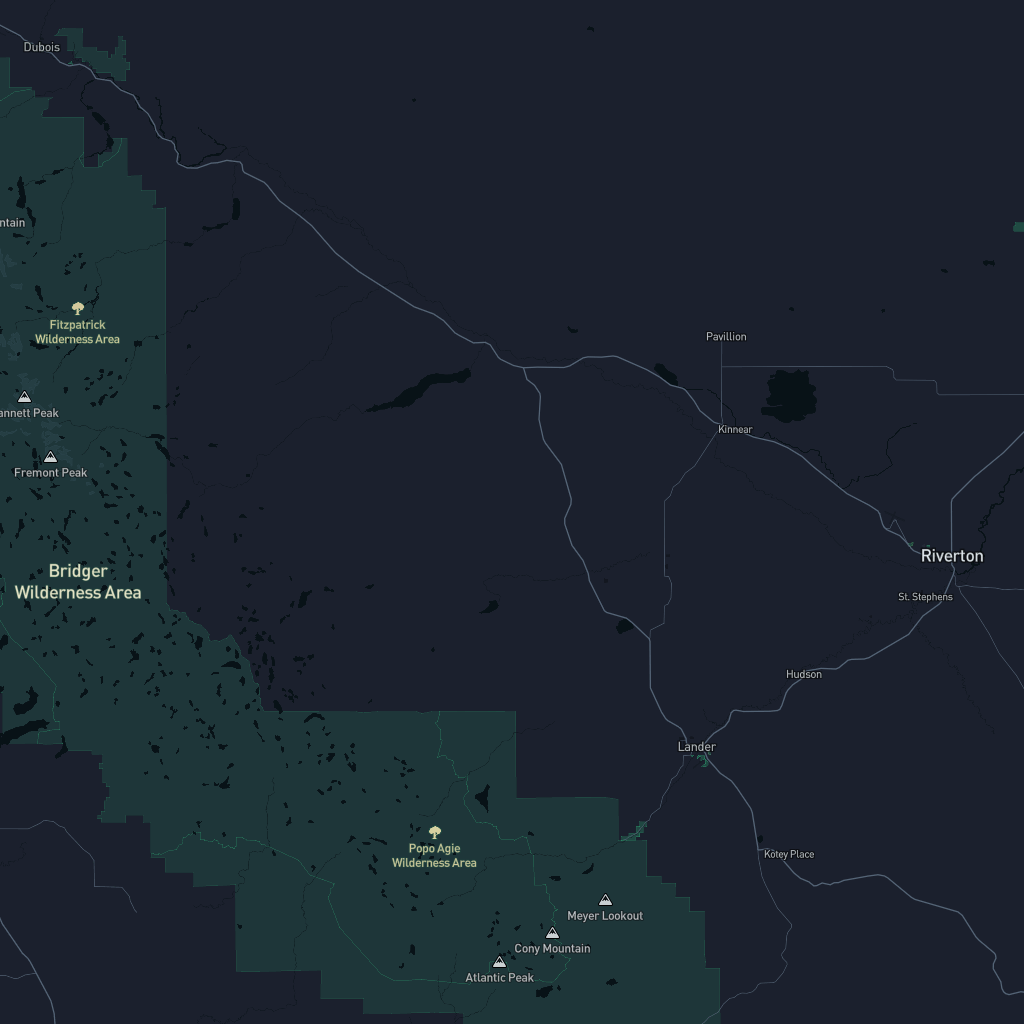 Dubois
ntain
Fitzpatrick
Wilderness Area
annett Peak
Fremont Peak
Bridger
Wilderness Area
Pavillion
Kinnear
Riverton
St. Stephens
Hudson
Lander
Popo Agie
Wilderness Area
Kotey Place
Meyer Lookout
Cony Mountain
Atlantic Peak